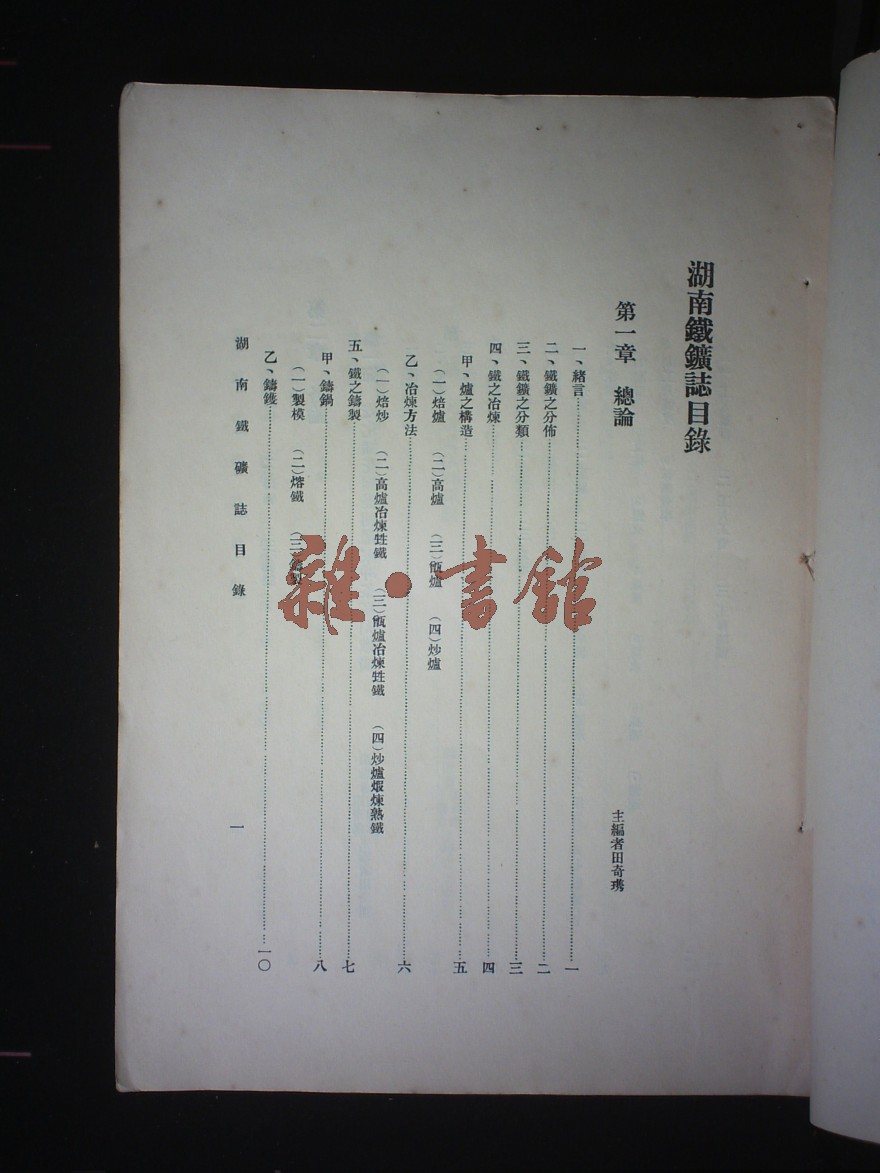 湖南鐵鑛誌目錄
第一章　總論
主編者田奇㻪
一、緒言……一
二、鐵鑛之分佈……二
三、鐵鑛之分類……三
四、鐵之冶煉……四
甲、爐之構造……五
（一）焙爐　（二）高爐　（三）瓶爐　（四）炒爐
乙、冶煉方法……六
（一）焙炒　（二）高爐冶煉牲鐵　（三）瓶爐冶煉牲鐵　（四）炒爐煆煉熟鐵
五、鐵之鑄製……七
甲、鑄鍋……八
（一）製模　（二）熔鐵　（三）
乙、鑄鑊……一〇
湖南鐵礦誌目錄
一
雜・書館